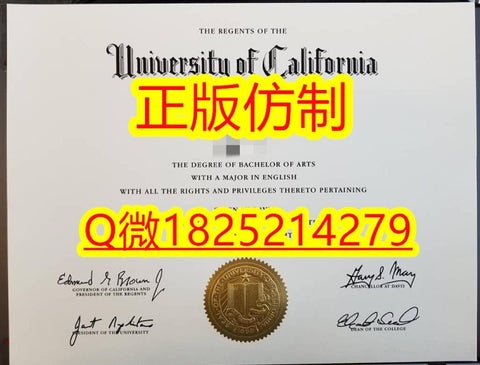 THE REGENTS OF THE
University of California
正版仿制
THE DEGREE OF BACHELOR OF ARTS
WITH A MAJOR IN ENGLISH
WITH ALL THE RIGHTS AND PRIVILEGES THERETO PERTAINING
Q微1825214279
GOVERNOR OF CALIFORNIA AND
PRESIDENT OF THE REGENTS
CHANCELLOR AT DAVIS
PRESIDENT OF THE UNIVERSITY
DEAN OF THE COLLEGE